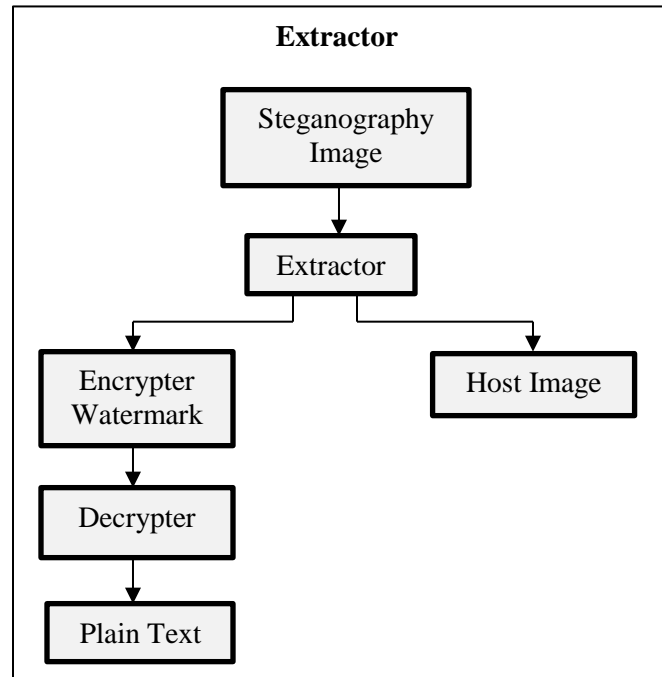 Extractor
Steganography
Image
Extractor
Encrypter
Watermark
Host Image
Decrypter
Plain Text